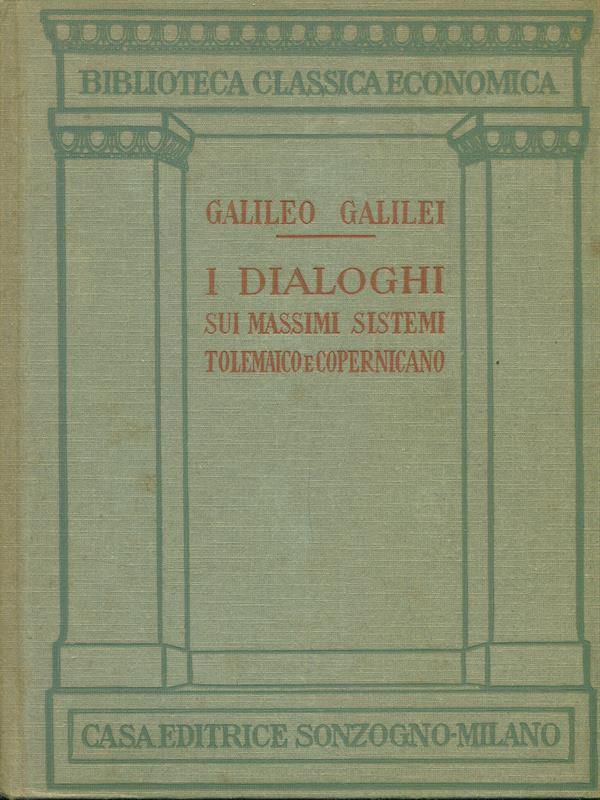 BIBLIOTECA CLASSICA ECONOMICA
GALILEO GALILEI
I DIALOGHI
SUI MASSIMI SISTEMI
TOLEMAICO E COPERNICANO
CASA EDITRICE SONZOGNO-MILANO